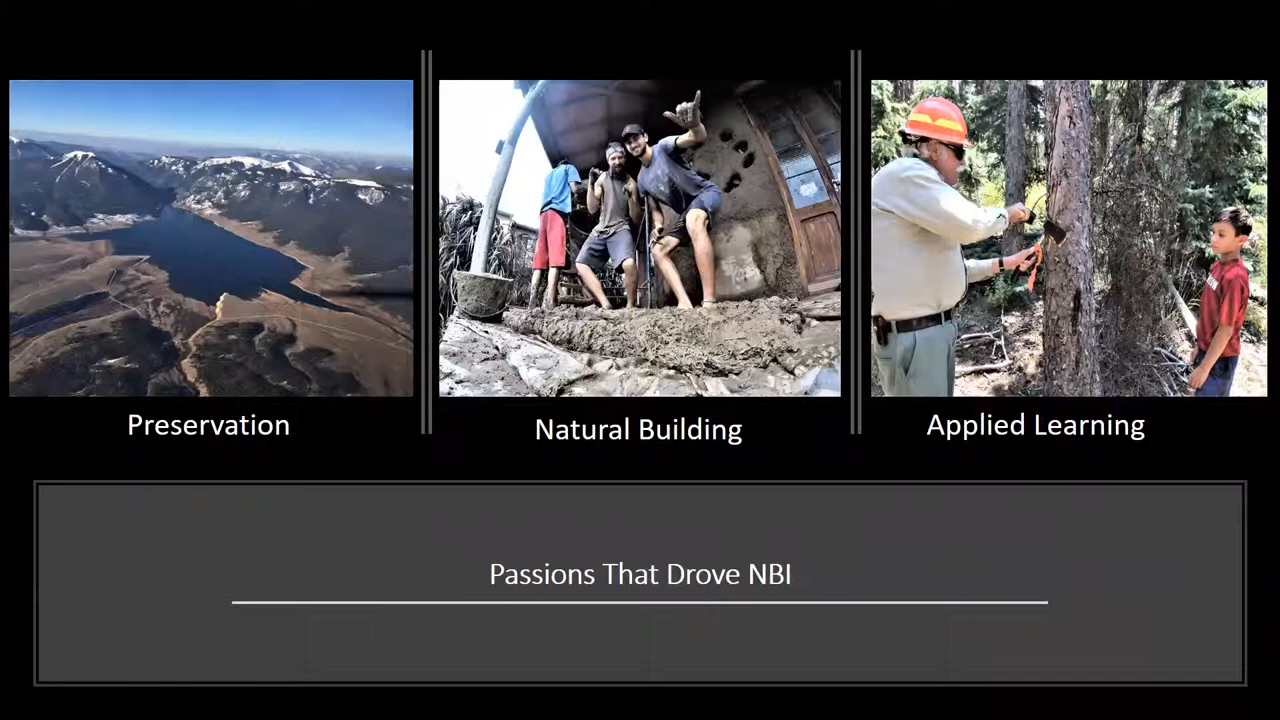 Preservation
Natural Building
Applied Learning
Passions That Drove NBI